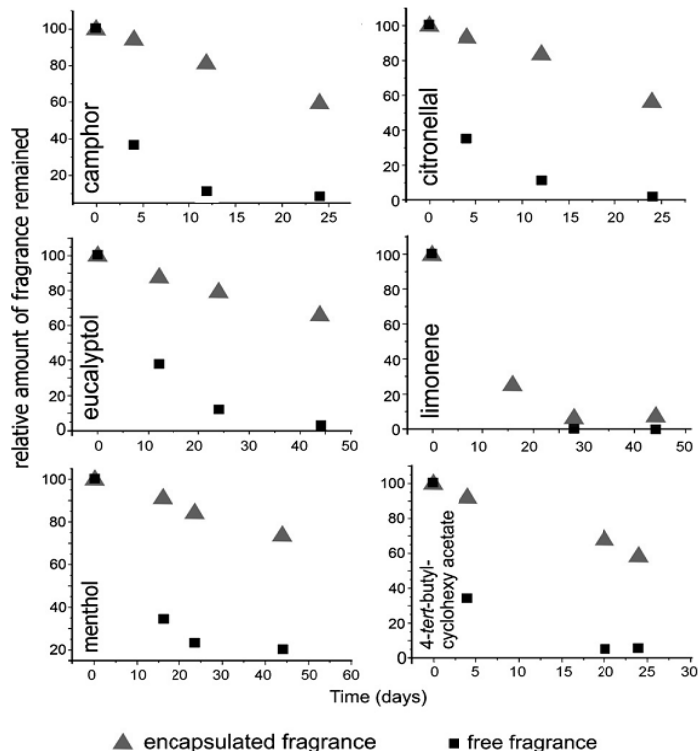 relative amount of fragrance remained
camphor
100
80
60
40
20
0 5 10 15 20 25
citronellal
100
80
60
40
20
0
0 5 10 15 20 25
eucalyptol
100
80
60
40
20
0
0 10 20 30 40 50
limonene
100
80
60
40
20
0
0 10 20 30 40 50
menthol
100
80
60
40
20
0 10 20 30 40 50 60
4-tert-butyl-
cyclohexy acetate
100
80
60
40
20
0
0 5 10 15 20 25 30
Time (days)
encapsulated fragrance
free fragrance